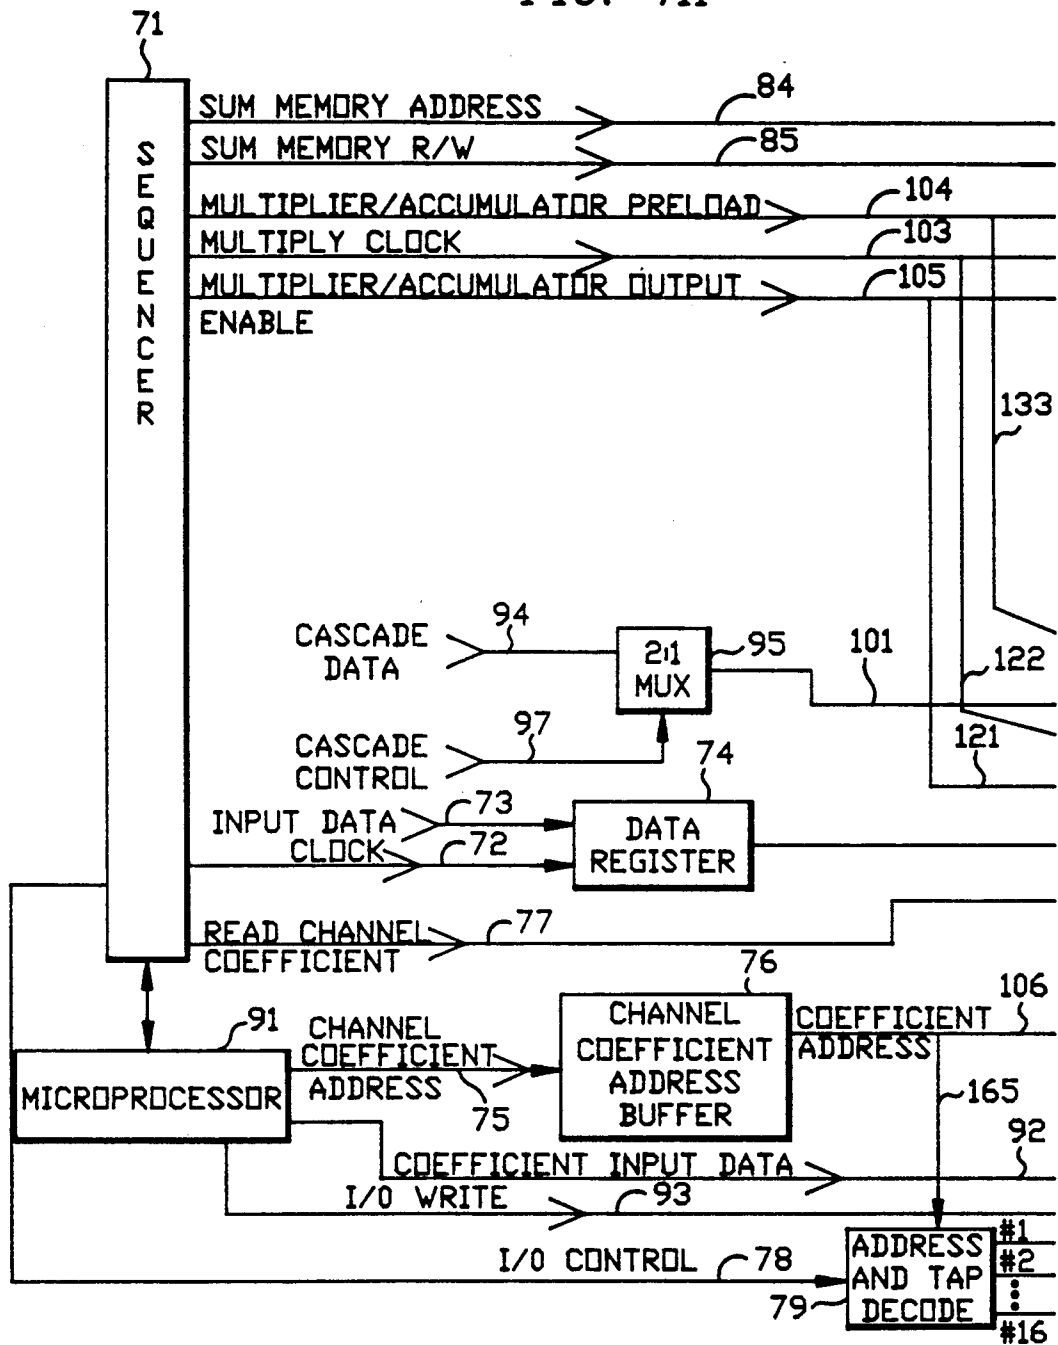 FIG. 7A
71
SEQUENCER
SUM MEMORY ADDRESS
84
SUM MEMORY R/W
85
MULTIPLIER/ACCUMULATOR PRELOAD
104
MULTIPLY CLOCK
103
MULTIPLIER/ACCUMULATOR OUTPUT
ENABLE
105
133
CASCADE
DATA
94
2:1
MUX
95
101
122
CASCADE
CONTROL
97
74
121
INPUT DATA
73
CLOCK
72
DATA
REGISTER
READ CHANNEL
COEFFICIENT
77
76
91
MICROPROCESSOR
CHANNEL
COEFFICIENT
ADDRESS
75
CHANNEL
COEFFICIENT
ADDRESS
BUFFER
COEFFICIENT
ADDRESS
106
165
COEFFICIENT INPUT DATA
92
I/O WRITE
93
I/O CONTROL
78
79
ADDRESS
AND TAP
DECODE
#1
#2
#16